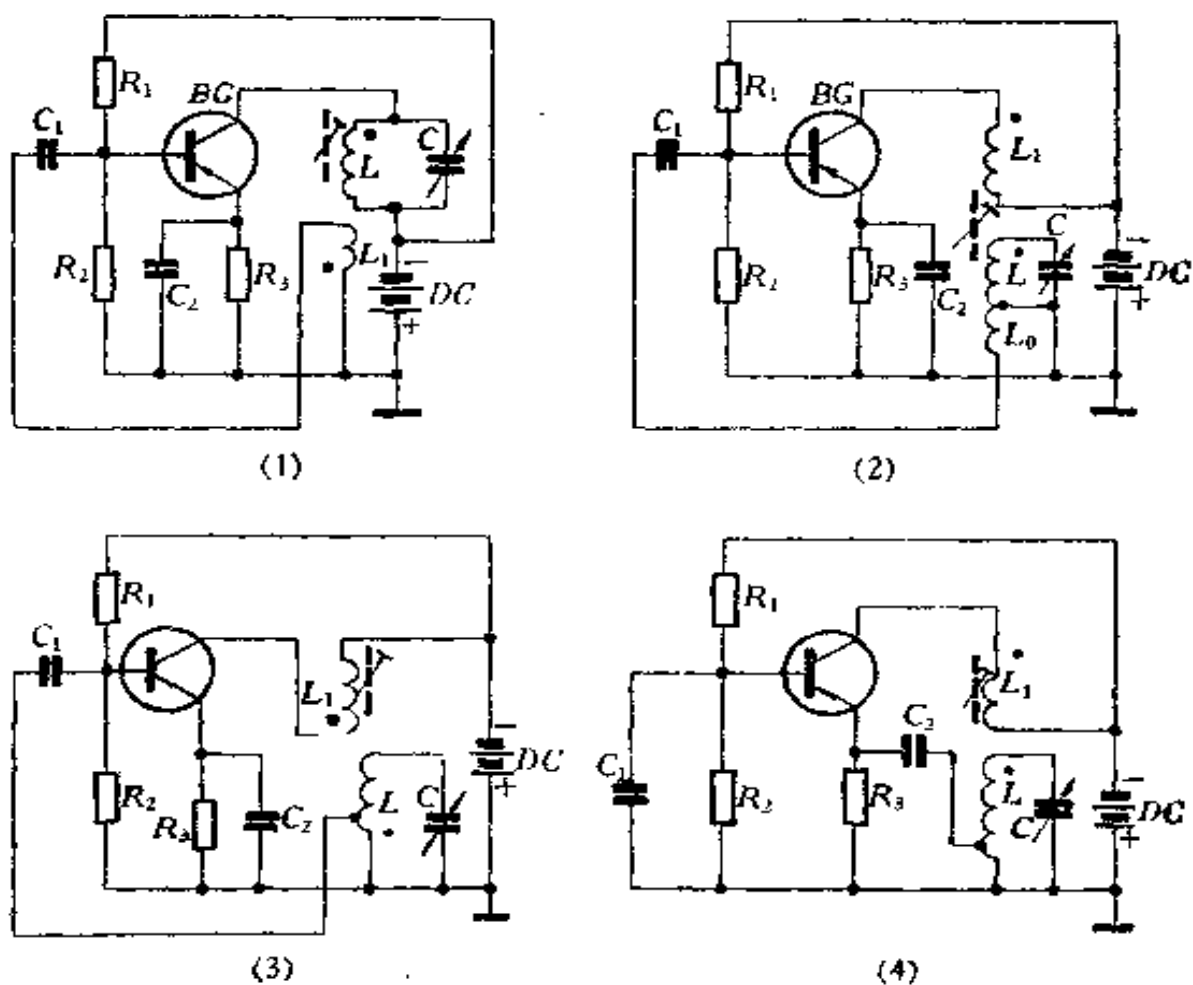 R₁
BG
C₁
C
L
R₂
C₂
R₃
L₁
−
DC
+
(1)
R₁
BG
C₁
L₁
C
−
R₂
R₃
C₂
L
DC
L₀
+
(2)
R₁
C₁
L₁
−
DC
+
R₂
R₃
C₂
L
C
(3)
R₁
L₁
C₂
C₁
R₂
R₃
L
C
−
DC
+
(4)